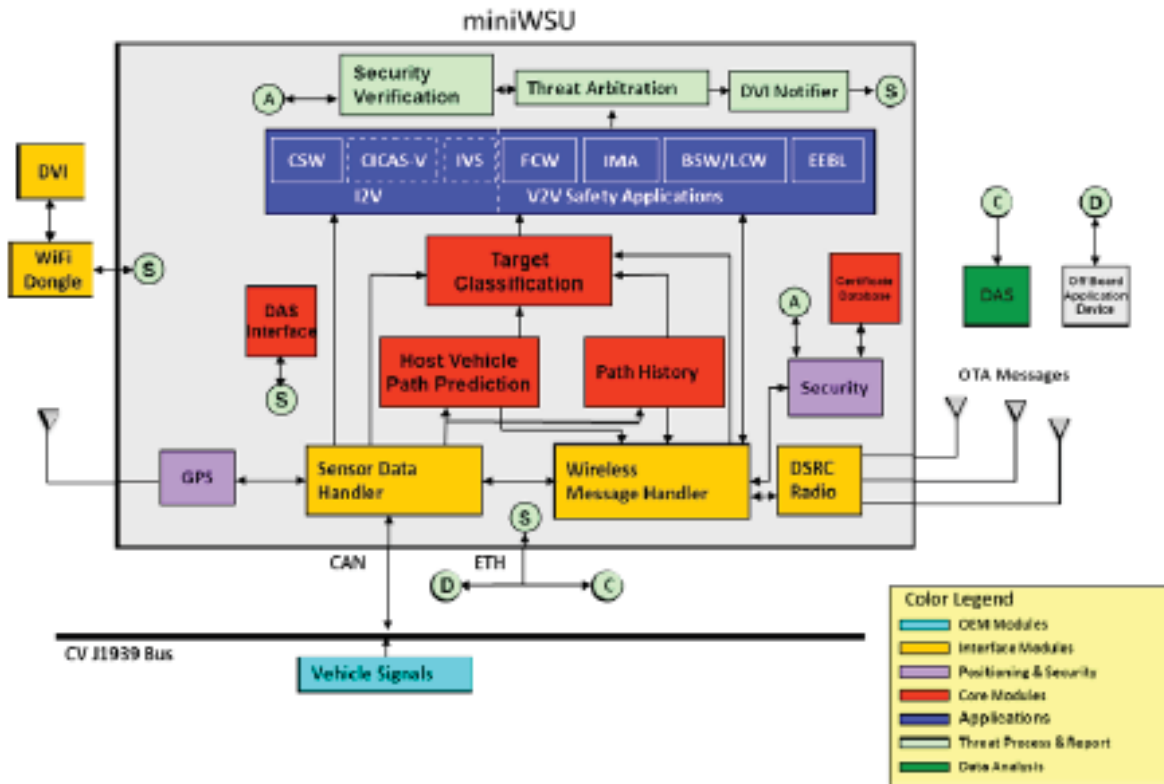 miniWSU
Security
Verification
A
Threat Arbitration
DVI Notifier
S
CSW
CICAS-V
IVS
FCW
IMA
BSW/LCW
EEBL
I2V
V2V Safety Applications
DVI
WiFi
Dongle
S
Target
Classification
DAS
Interface
S
Host Vehicle
Path Prediction
Path History
Certificate
Database
A
Security
C
DAS
D
Off Board
Application
Device
OTA Messages
GPS
Sensor Data
Handler
Wireless
Message Handler
DSRC
Radio
S
CAN
ETH
D
C
CV J1939 Bus
Vehicle Signals
Color Legend
OEM Modules
Interface Modules
Positioning & Security
Core Modules
Applications
Threat Process & Report
Data Analysis